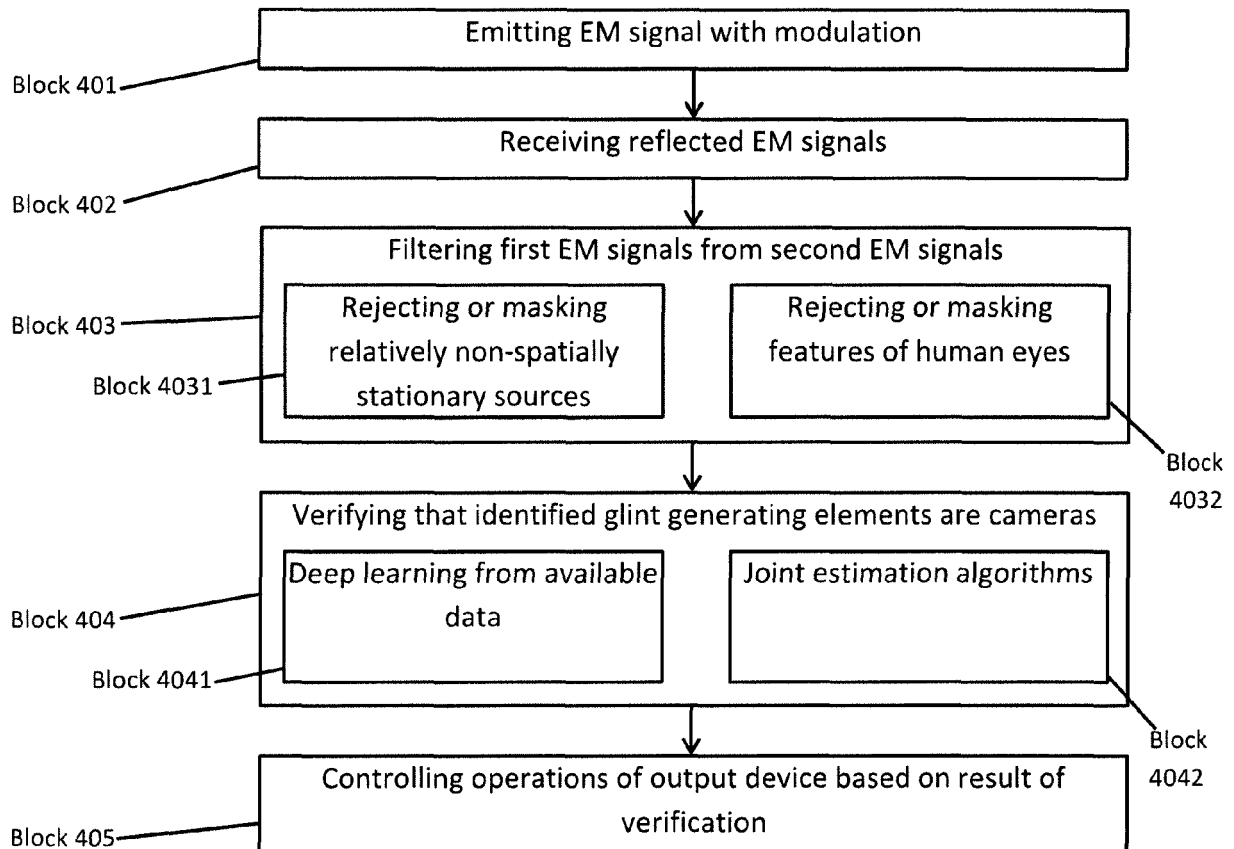 Emitting EM signal with modulation
Block 401
Receiving reflected EM signals
Block 402
Filtering first EM signals from second EM signals
Block 403
Rejecting or masking
relatively non-spatially
stationary sources
Block 4031
Rejecting or masking
features of human eyes
Block
4032
Verifying that identified glint generating elements are cameras
Block 404
Deep learning from available
data
Block 4041
Joint estimation algorithms
Block
4042
Controlling operations of output device based on result of
verification
Block 405